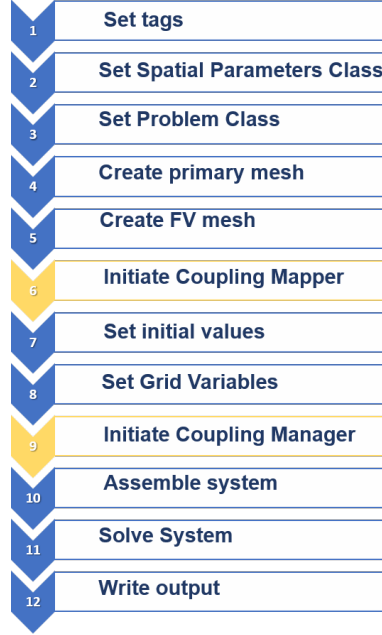 1 Set tags
2 Set Spatial Parameters Class
3 Set Problem Class
4 Create primary mesh
5 Create FV mesh
6 Initiate Coupling Mapper
7 Set initial values
8 Set Grid Variables
9 Initiate Coupling Manager
10 Assemble system
11 Solve System
12 Write output